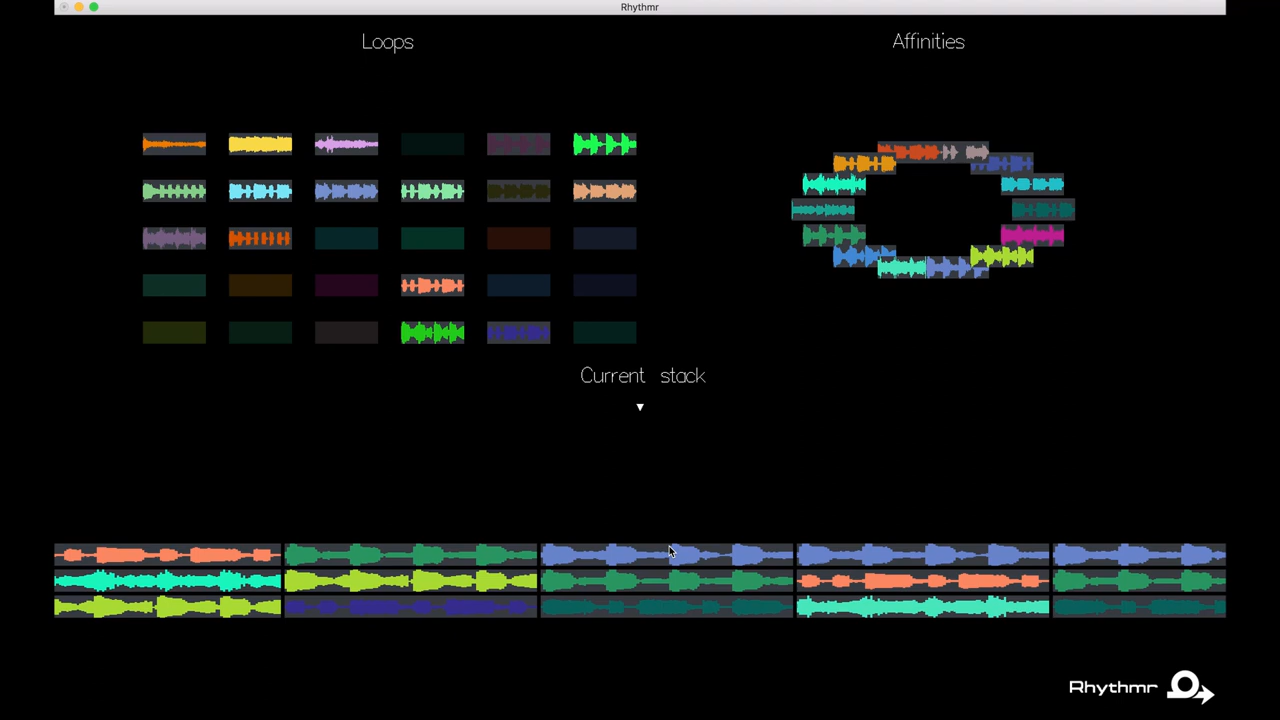 Rhythmr
Loops
Affinities
Current stack
Rhythmr